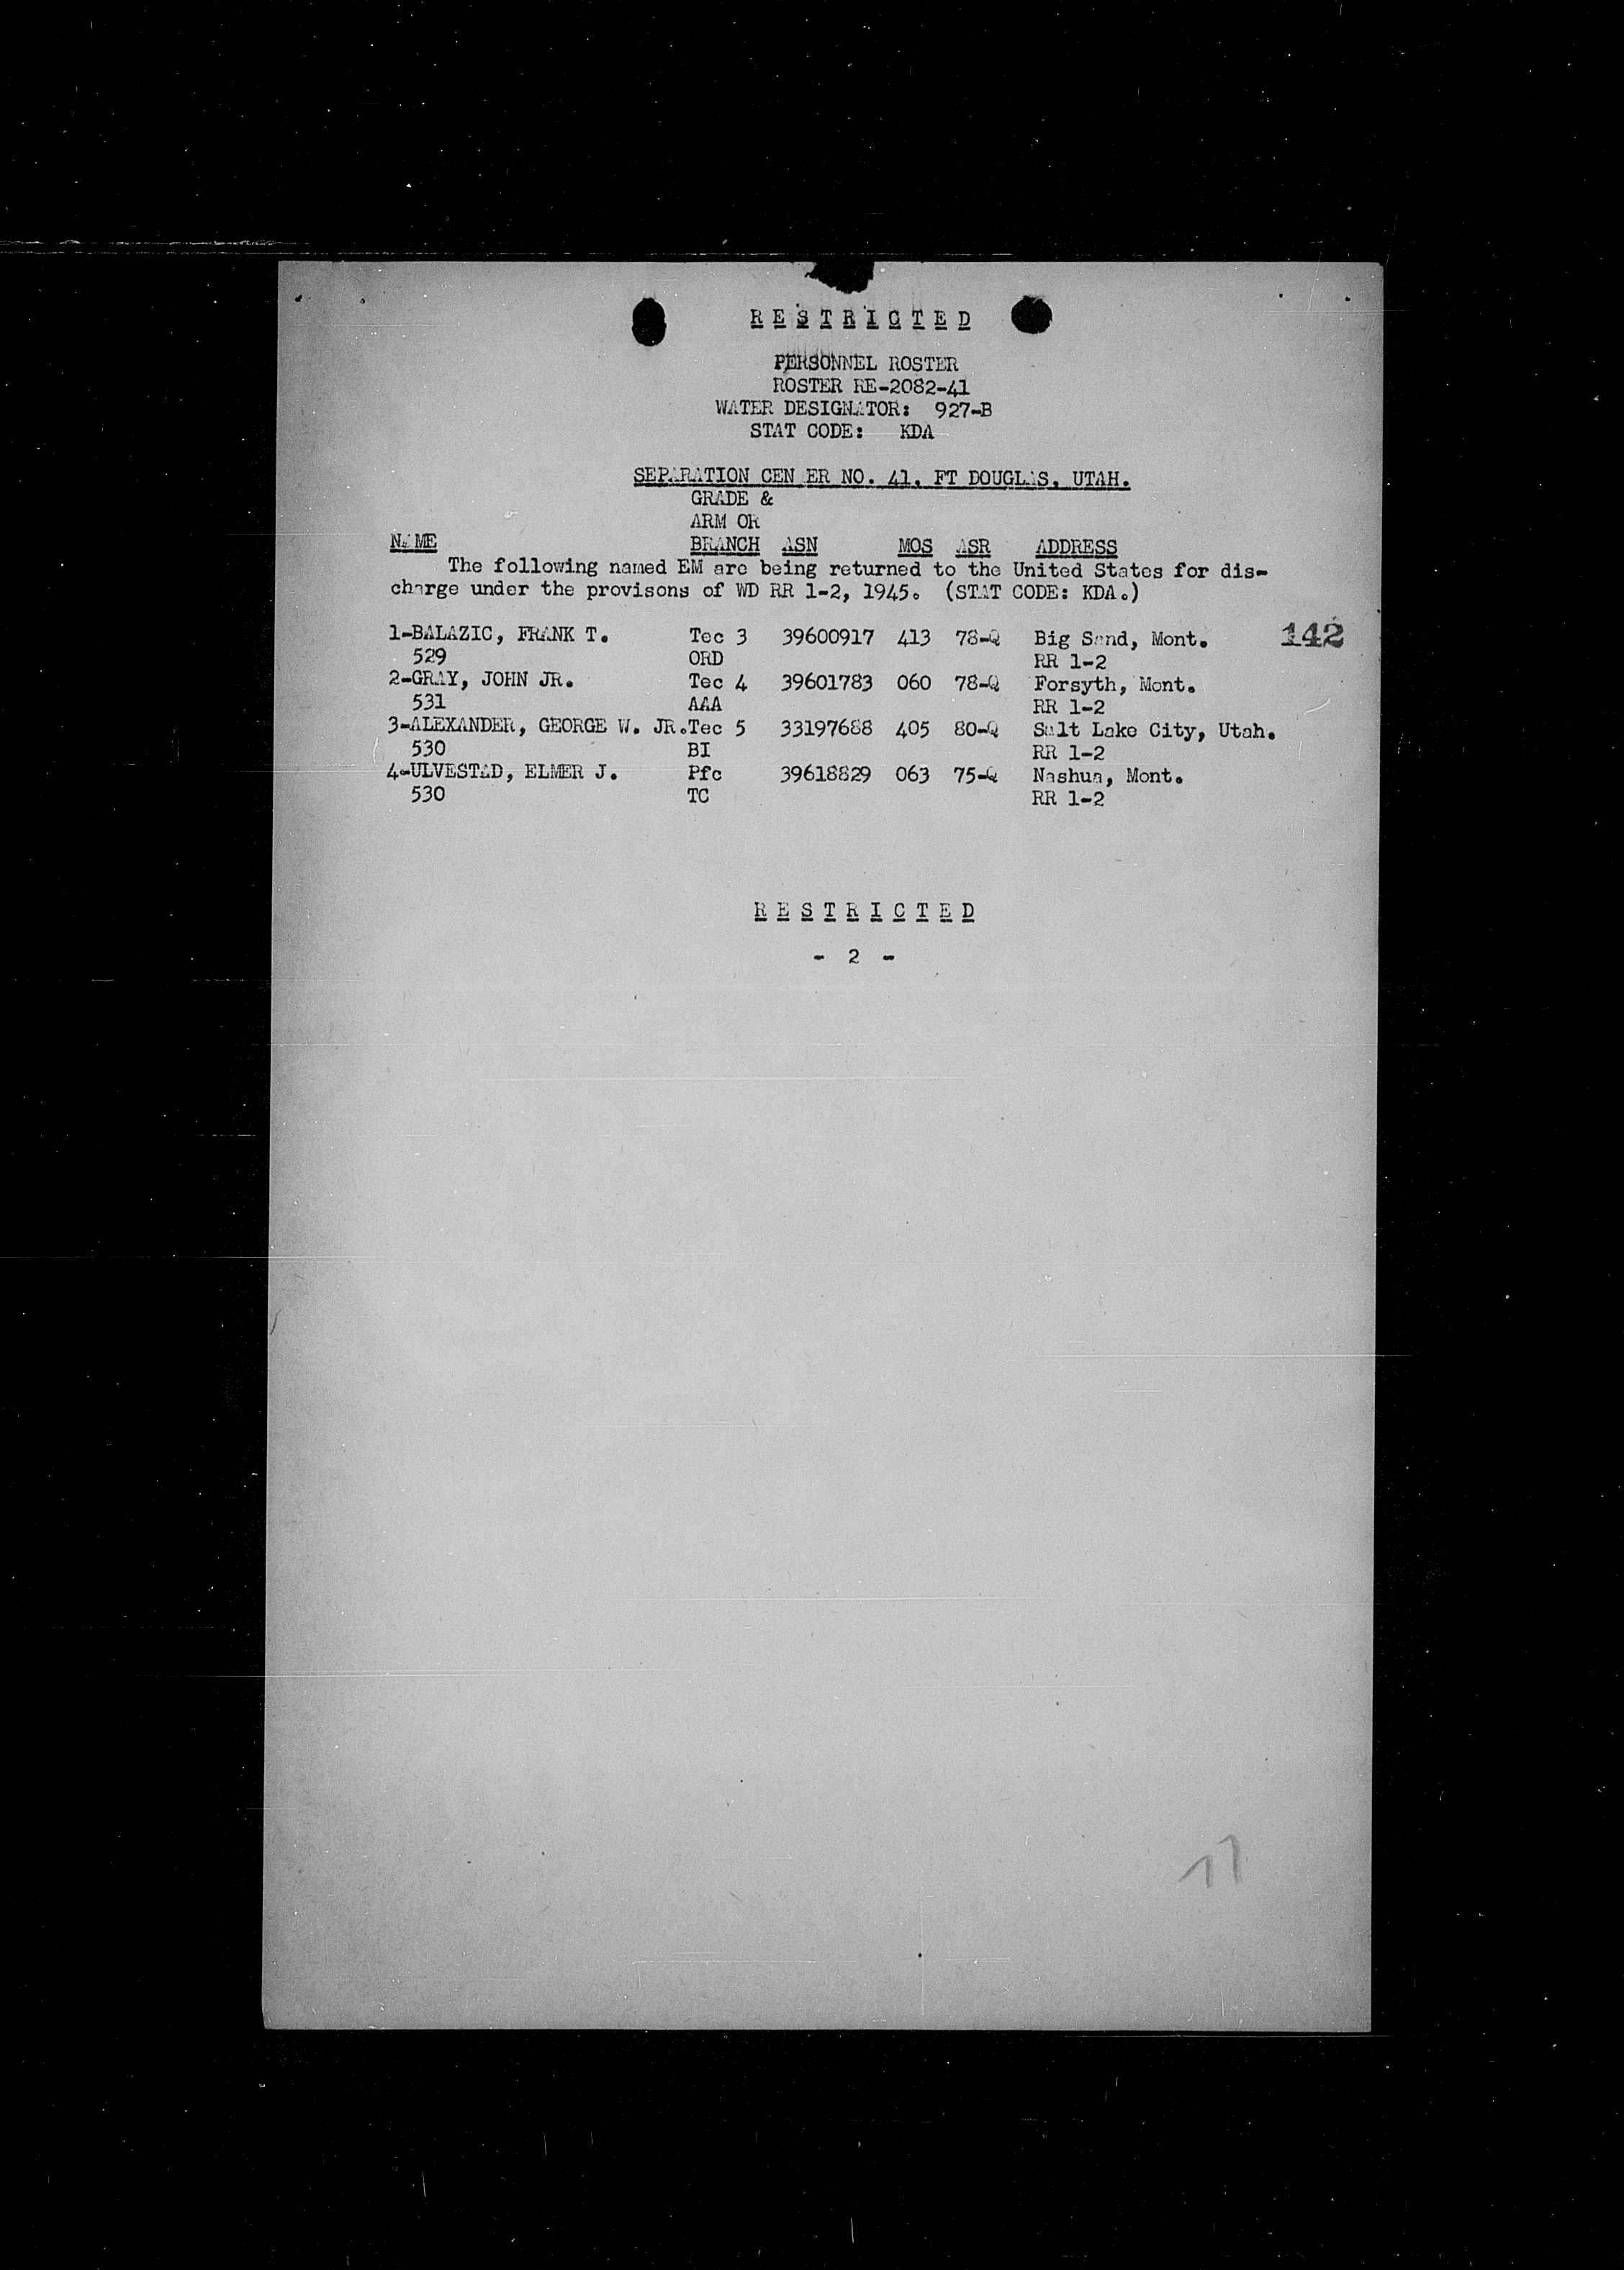 RESTRICTED
PERSONNEL ROSTER
ROSTER RE-2082-41
WATER DESIGNATOR: 927-B
STAT CODE: KDA
SEPARATION CEN ER NO. 41, FT DOUGLAS, UTAH.
GRADE &
ARM OR
NAME BRANCH ASN MOS ASR ADDRESS
The following named EM are being returned to the United States for dis-
charge under the provisons of WD RR 1-2, 1945. (STAT CODE: KDA.)
1-BALAZIC, FRANK T. Tec 3 39600917 413 78-Q Big Sand, Mont. 142
529 ORD RR 1-2
2-GRAY, JOHN JR. Tec 4 39601783 060 78-Q Forsyth, Mont.
531 AAA RR 1-2
3-ALEXANDER, GEORGE W. JR. Tec 5 33197688 405 80-Q Salt Lake City, Utah.
530 BI RR 1-2
4-ULVESTAD, ELMER J. Pfc 39618829 063 75-Q Nashua, Mont.
530 TC RR 1-2
RESTRICTED
- 2 -